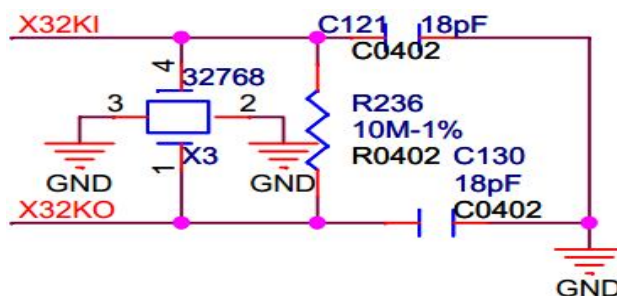 X32KI
C121
18pF
C0402
4
32768
3
2
R236
10M-1%
R0402
C130
18pF
C0402
GND
X3
GND
1
X32KO
GND